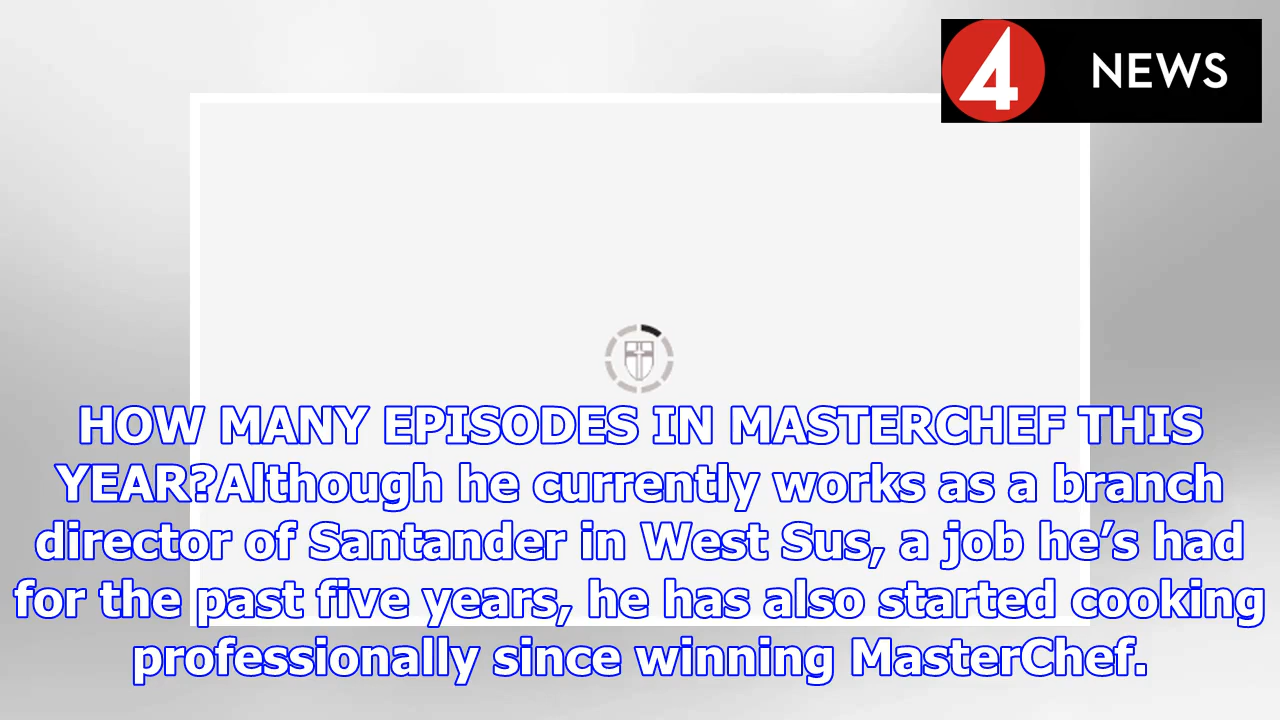 4 NEWS
HOW MANY EPISODES IN MASTERCHEF THIS
YEAR?Although he currently works as a branch
director of Santander in West Sus, a job he’s had
for the past five years, he has also started cooking
professionally since winning MasterChef.